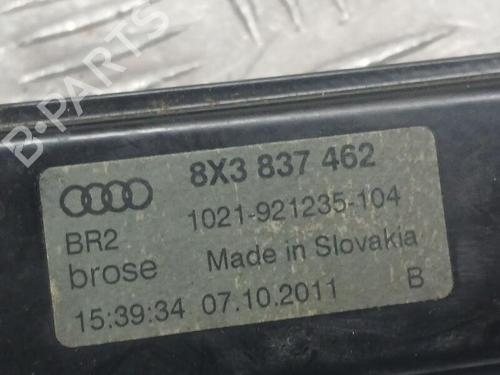 B-PARTS
8X3 837 462
1021-921235-104
BR2
brose Made in Slovakia
15:39:34 07.10.2011 B